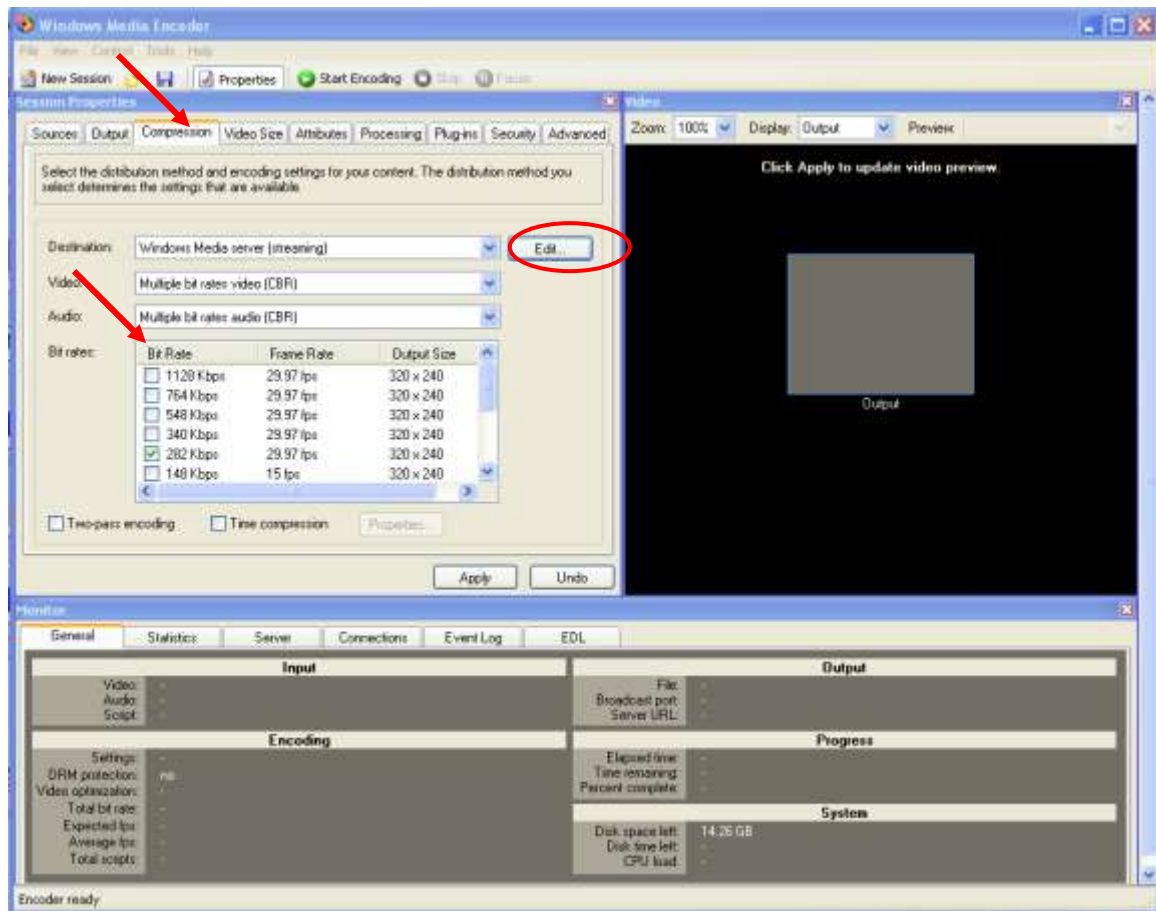 Windows Media Encoder
File View Control Tools Help
New Session Properties Start Encoding Stop Pause
Session Properties
Video
Sources Output Compression Video Size Attributes Processing Plug-ins Security Advanced
Zoom: 100% Display: Output Preview:
Select the distribution method and encoding settings for your content. The distribution method you
select determines the settings that are available.
Click Apply to update video preview.
Destination: Windows Media server (streaming) Edit...
Video: Multiple bit rates video (CBR)
Audio: Multiple bit rates audio (CBR)
Bit rates: Bit Rate Frame Rate Output Size
1128 Kbps 29.97 fps 320 x 240
764 Kbps 29.97 fps 320 x 240
548 Kbps 29.97 fps 320 x 240
340 Kbps 29.97 fps 320 x 240
282 Kbps 29.97 fps 320 x 240
148 Kbps 15 fps 320 x 240
Output
Two-pass encoding Time compression Properties...
Apply Undo
Monitor
General Statistics Server Connections Event Log EDL
Input
Video: -
Audio: -
Script: -
Output
File: -
Broadcast port: -
Server URL: -
Encoding
Settings: -
DRM protection: no
Video optimization: -
Total bit rate: -
Expected fps: -
Average fps: -
Total scripts: -
Progress
Elapsed time: -
Time remaining: -
Percent complete: -
System
Disk space left: 14.26 GB
Disk time left: -
CPU load: -
Encoder ready